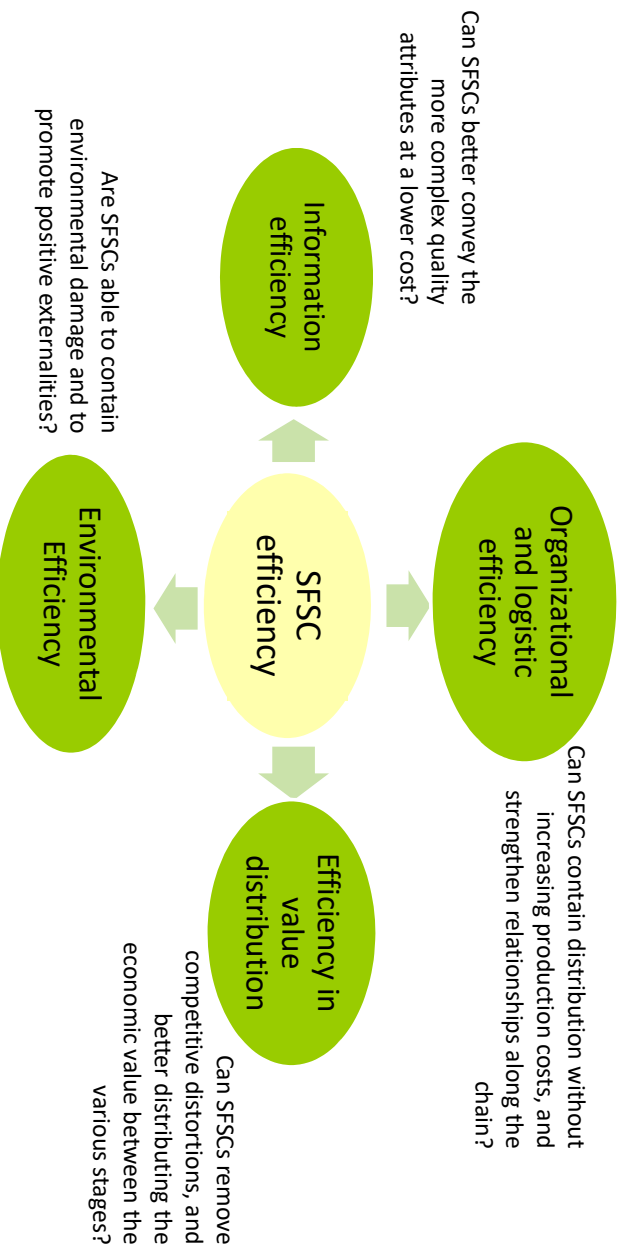 Can SFSCs better convey the
more complex quality
attributes at a lower cost?
Information
efficiency
Organizational
and logistic
efficiency
Can SFSCs contain distribution without
increasing production costs, and
strengthen relationships along the
chain?
SFSC
efficiency
Are SFSCs able to contain
environmental damage and to
promote positive externalities?
Environmental
Efficiency
Efficiency in
value
distribution
Can SFSCs remove
competitive distortions, and
better distributing the
economic value between the
various stages?